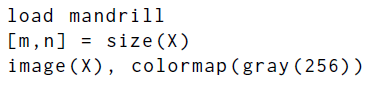 load mandrill
[m,n] = size(X)
image(X), colormap(gray(256))